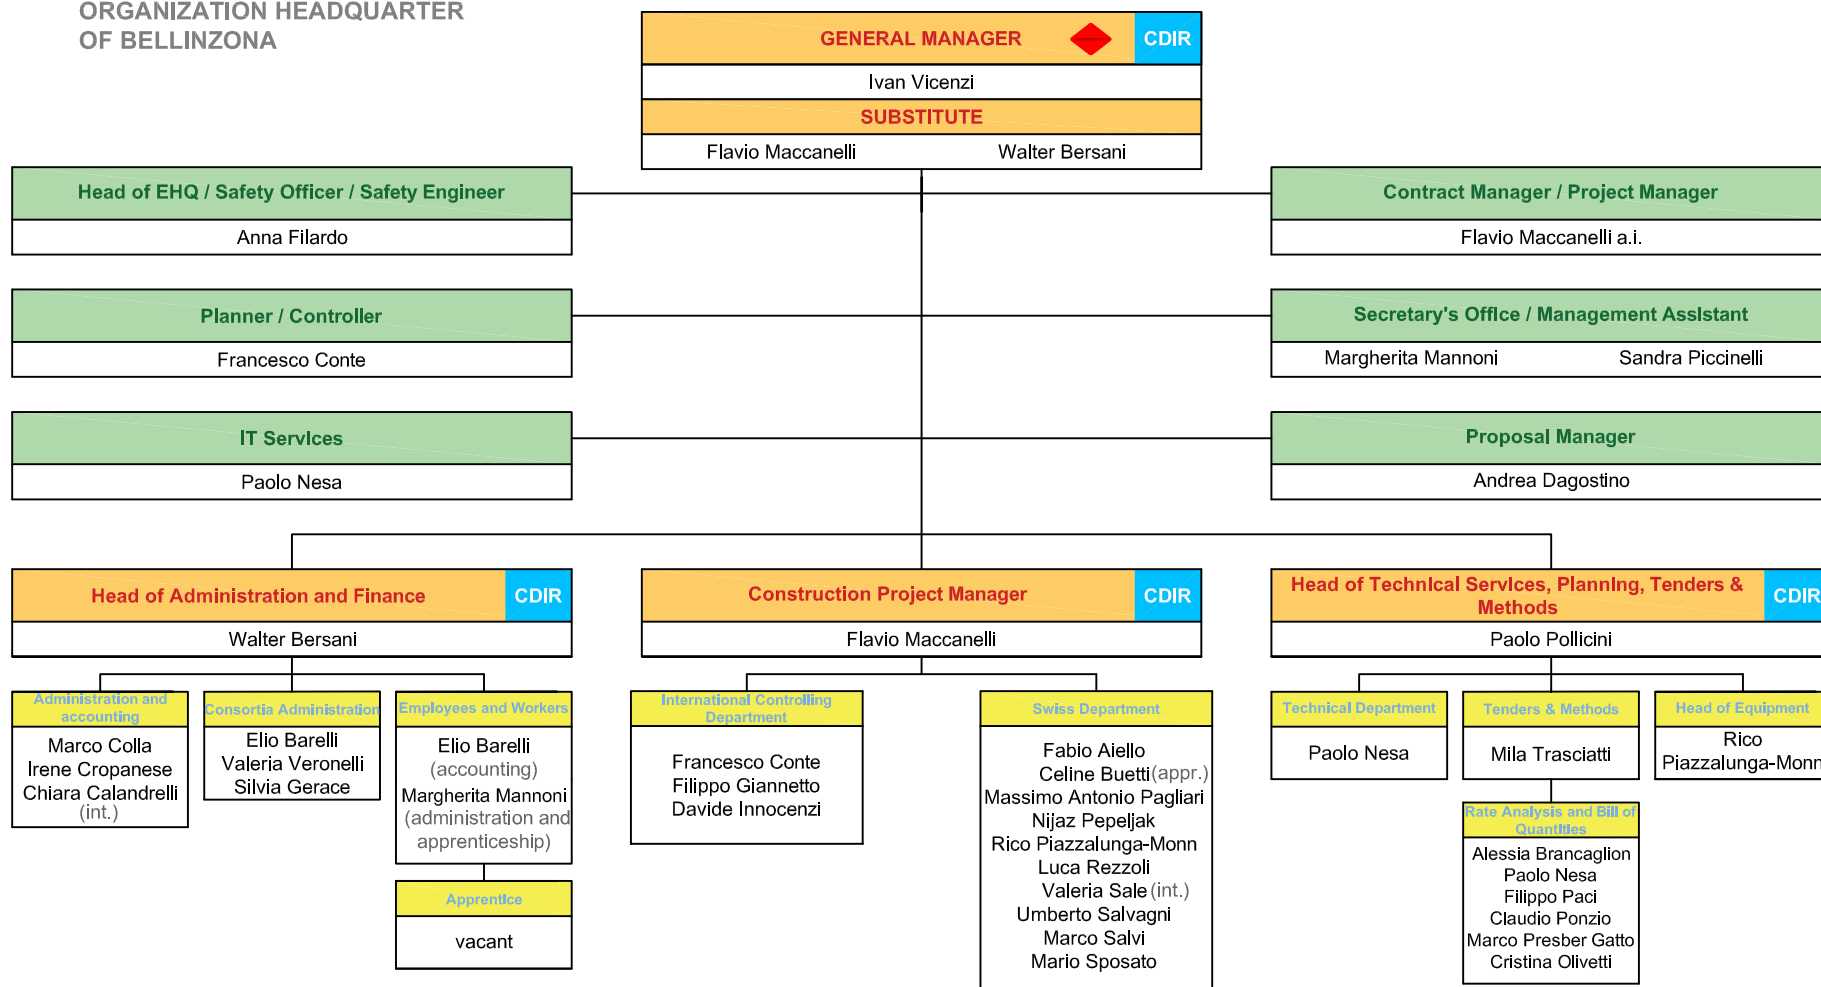 ORGANIZATION HEADQUARTER
OF BELLINZONA
GENERAL MANAGER
CDIR
Ivan Vicenzi
SUBSTITUTE
Flavio Maccanelli
Walter Bersani
Head of EHQ / Safety Officer / Safety Engineer
Anna Filardo
Contract Manager / Project Manager
Flavio Maccanelli a.i.
Planner / Controller
Francesco Conte
Secretary's Office / Management Assistant
Margherita Mannoni
Sandra Piccinelli
IT Services
Paolo Nesa
Proposal Manager
Andrea Dagostino
Head of Administration and Finance
CDIR
Walter Bersani
Construction Project Manager
CDIR
Flavio Maccanelli
Head of Technical Services, Planning, Tenders &
Methods
CDIR
Paolo Pollicini
Administration and
accounting
Marco Colla
Irene Cropanese
Chiara Calandrelli
(int.)
Consortia Administration
Elio Barelli
Valeria Veronelli
Silvia Gerace
Employees and Workers
Elio Barelli
(accounting)
Margherita Mannoni
(administration and
apprenticeship)
Apprentice
vacant
International Controlling
Department
Francesco Conte
Filippo Giannetto
Davide Innocenzi
Swiss Department
Fabio Aiello
Celine Buetti (appr.)
Massimo Antonio Pagliari
Nijaz Pepeljak
Rico Piazzalunga-Monn
Luca Rezzoli
Valeria Sale (int.)
Umberto Salvagni
Marco Salvi
Mario Sposato
Technical Department
Paolo Nesa
Tenders & Methods
Mila Trasciatti
Rate Analysis and Bill of
Quantities
Alessia Brancaglion
Paolo Nesa
Filippo Paci
Claudio Ponzio
Marco Presber Gatto
Cristina Olivetti
Head of Equipment
Rico
Piazzalunga-Monn